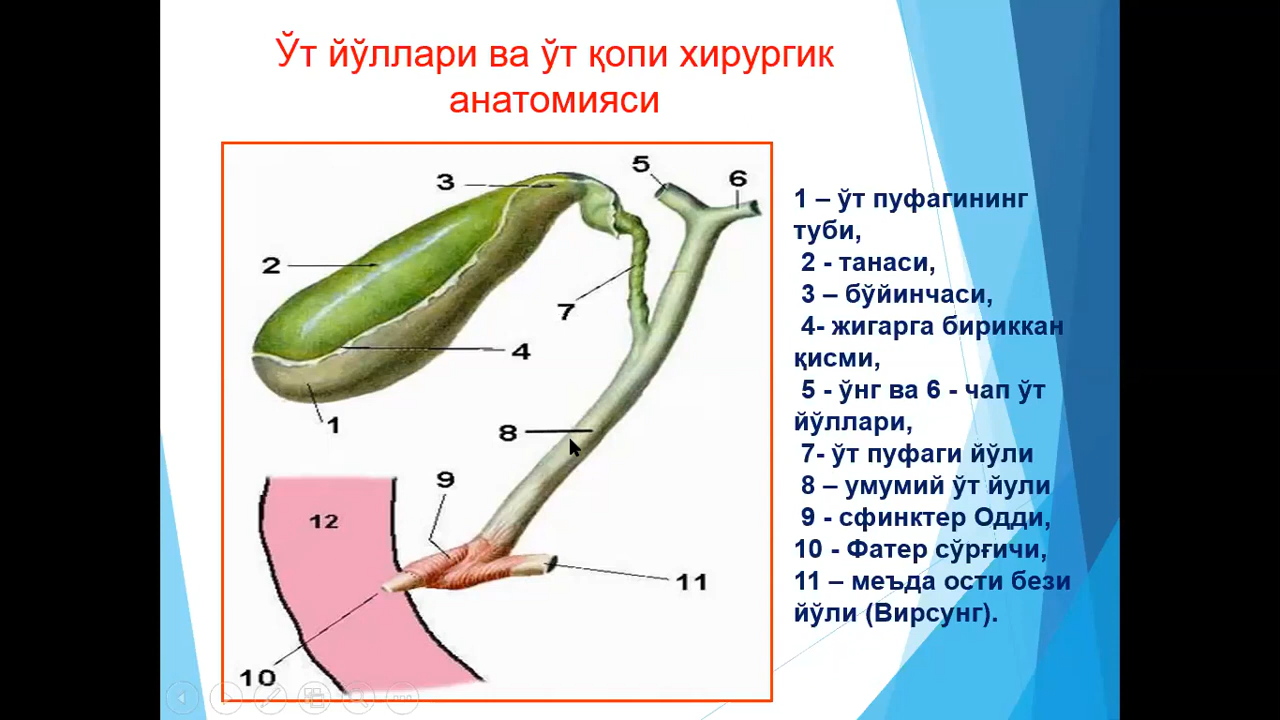 Ўт йўллари ва ўт қопи хирургик
анатомияси
5
6
3
2
7
4
1
8
9
12
11
10
1 – ўт пуфагининг
туби,
2 - танаси,
3 – бўйинчаси,
4- жигарга бириккан
қисми,
5 - ўнг ва 6 - чап ўт
йўллари,
7- ўт пуфаги йўли
8 – умумий ўт йули
9 - сфинктер Одди,
10 - Фатер сўрғичи,
11 – меъда ости бези
йўли (Вирсунг).